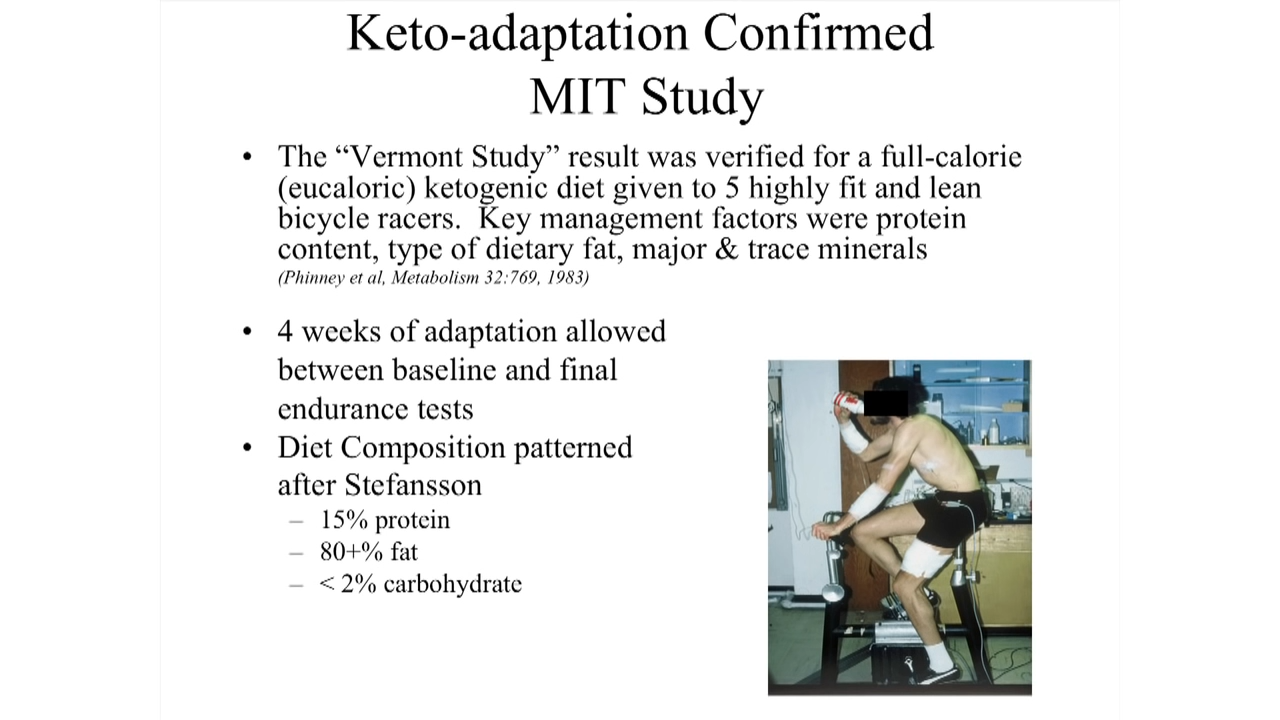 Keto-adaptation Confirmed
MIT Study
• The “Vermont Study” result was verified for a full-calorie
(eucaloric) ketogenic diet given to 5 highly fit and lean
bicycle racers.  Key management factors were protein
content, type of dietary fat, major & trace minerals
(Phinney et al, Metabolism 32:769, 1983)
• 4 weeks of adaptation allowed
between baseline and final
endurance tests
• Diet Composition patterned
after Stefansson
– 15% protein
– 80+% fat
– < 2% carbohydrate